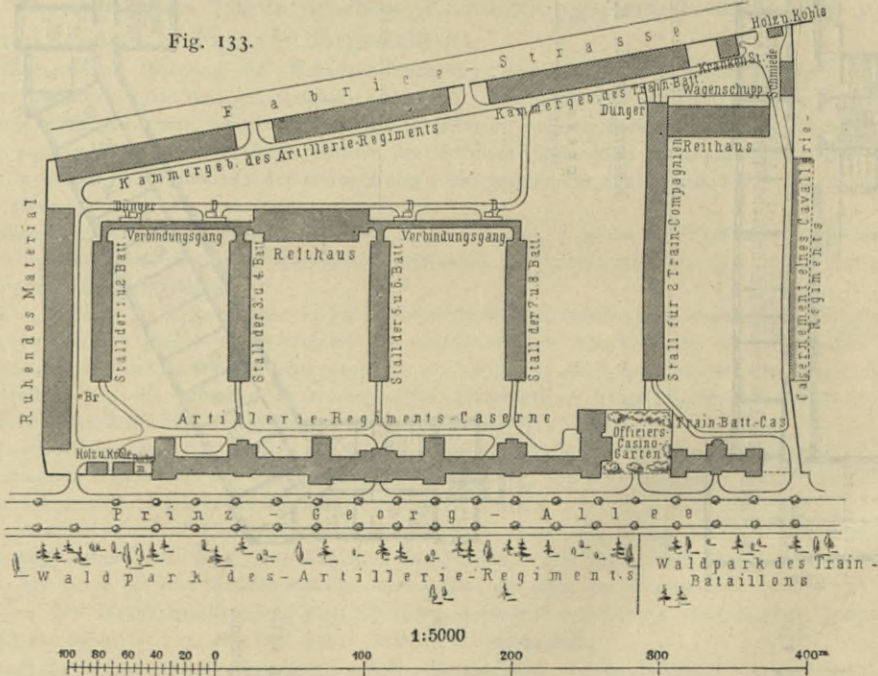 Fig. 133.
Fabrice-Strasse
Holz u. Kohle
Kranken St.
Schmiede
Wagenschupp.
Kammergeb. des Train-Batt.
Dünger
Reithaus
Kammergeb. des Artillerie-Regiments
Ruhendes Material
Dünger
D
D
D
Verbindungsgang
Reithaus
Verbindungsgang
Stall der 1. u. 2. Batt.
Stall der 3. u. 4. Batt.
Stall der 5. u. 6. Batt.
Stall der 7. u. 8. Batt.
Stall für 2 Train-Compagnien
Casernement eines Cavallerie-
Regiments
Br
Artillerie-Regiments-Caserne
Officiers-
Casino-
Garten
Train-Batt.-Cas.
Holz u. Kohle
Prinz-Georg-Allee
Waldpark des-Artillerie-Regiments
Waldpark des Train-
Bataillons
1:5000
100 80 60 40 20 0 100 200 300 400m